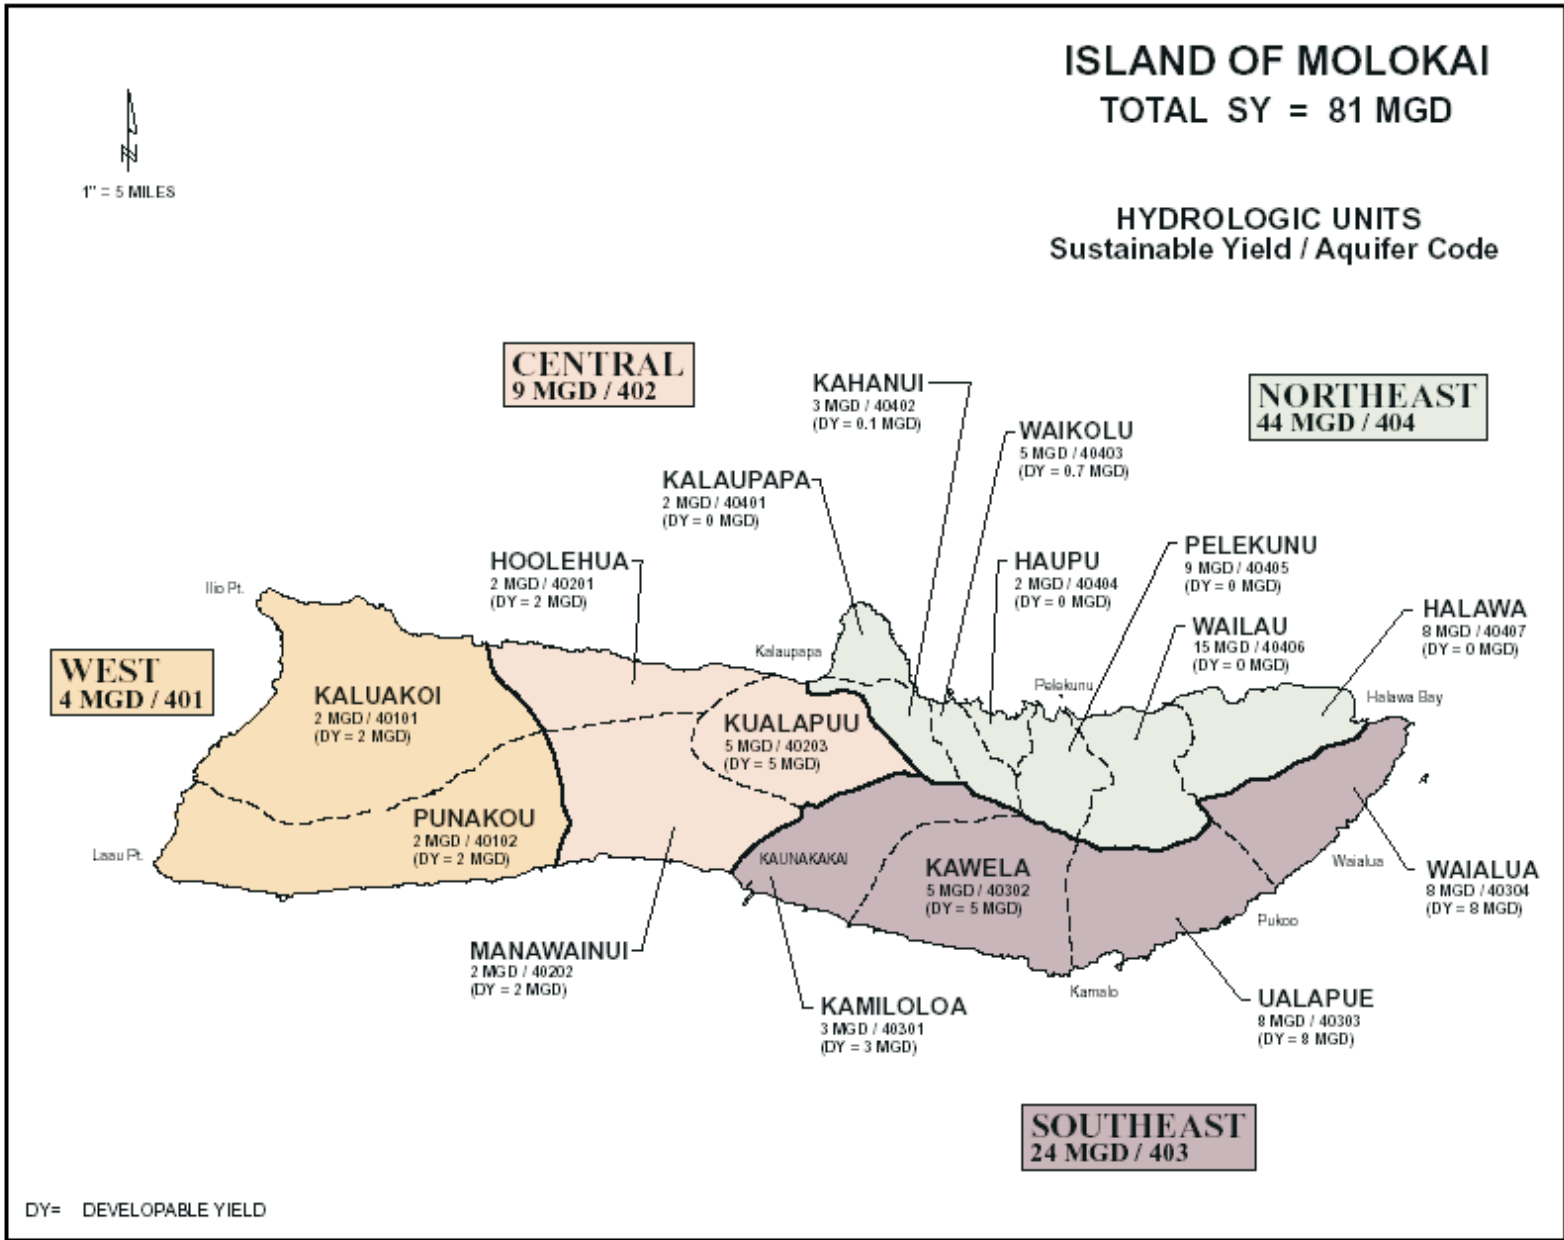 ISLAND OF MOLOKAI
TOTAL SY = 81 MGD
1" = 5 MILES
HYDROLOGIC UNITS
Sustainable Yield / Aquifer Code
CENTRAL
9 MGD / 402
KAHANUI
3 MGD / 40402
(DY = 0.1 MGD)
NORTHEAST
44 MGD / 404
WAIKOLU
5 MGD / 40403
(DY = 0.7 MGD)
KALAUPAPA
2 MGD / 40401
(DY = 0 MGD)
HOOLEHUA
2 MGD / 40201
(DY = 2 MGD)
HAUPU
2 MGD / 40404
(DY = 0 MGD)
PELEKUNU
9 MGD / 40405
(DY = 0 MGD)
Ilio Pt.
WAILAU
15 MGD / 40406
(DY = 0 MGD)
HALAWA
8 MGD / 40407
(DY = 0 MGD)
Kalaupapa
WEST
4 MGD / 401
KALUAKOI
2 MGD / 40101
(DY = 2 MGD)
Pelekunu
Halawa Bay
KUALAPUU
5 MGD / 40203
(DY = 5 MGD)
PUNAKOU
2 MGD / 40102
(DY = 2 MGD)
Laau Pt.
KAUNAKAKAI
KAWELA
5 MGD / 40302
(DY = 5 MGD)
Waialua
WAIALUA
8 MGD / 40304
(DY = 8 MGD)
Pukoo
MANAWAINUI
2 MGD / 40202
(DY = 2 MGD)
Kamalo
KAMILOLOA
3 MGD / 40301
(DY = 3 MGD)
UALAPUE
8 MGD / 40303
(DY = 8 MGD)
SOUTHEAST
24 MGD / 403
DY= DEVELOPABLE YIELD